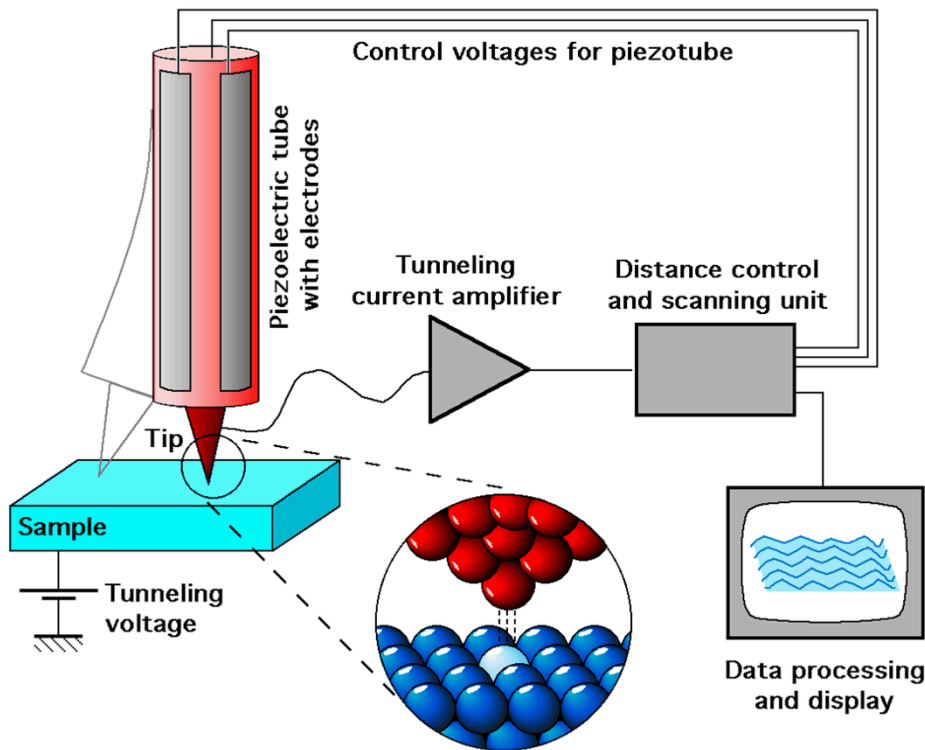 Control voltages for piezotube
Piezoelectric tube
with electrodes
Tunneling
current amplifier
Distance control
and scanning unit
Tip
Sample
Tunneling
voltage
Data processing
and display